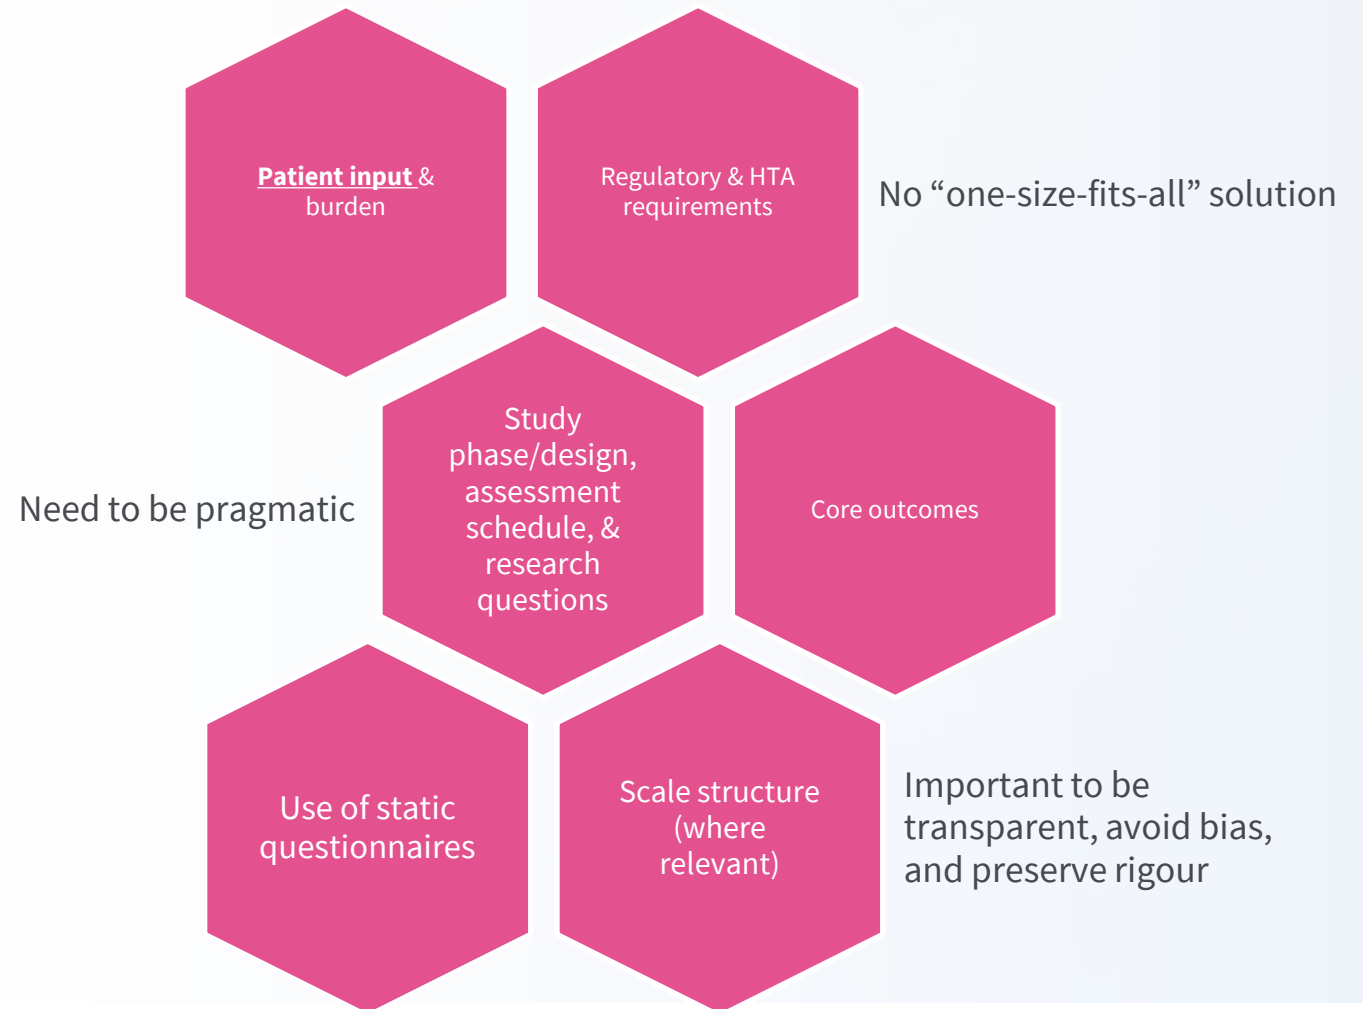 Patient input &
burden
Regulatory & HTA
requirements
No “one-size-fits-all” solution
Need to be pragmatic
Study
phase/design,
assessment
schedule, &
research
questions
Core outcomes
Use of static
questionnaires
Scale structure
(where
relevant)
Important to be
transparent, avoid bias,
and preserve rigour